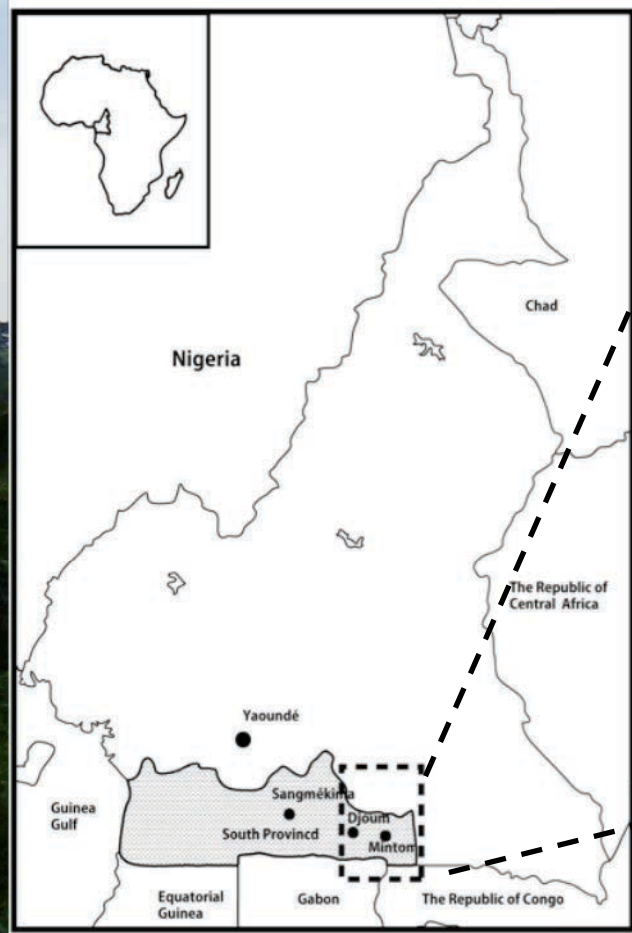 Chad
Nigeria
The Republic of
Central Africa
Yaoundé
Sangmékima
Guinea
Gulf
Djoum
South Provincd
Mintom
Equatorial
Guinea
Gabon
The Republic of Congo